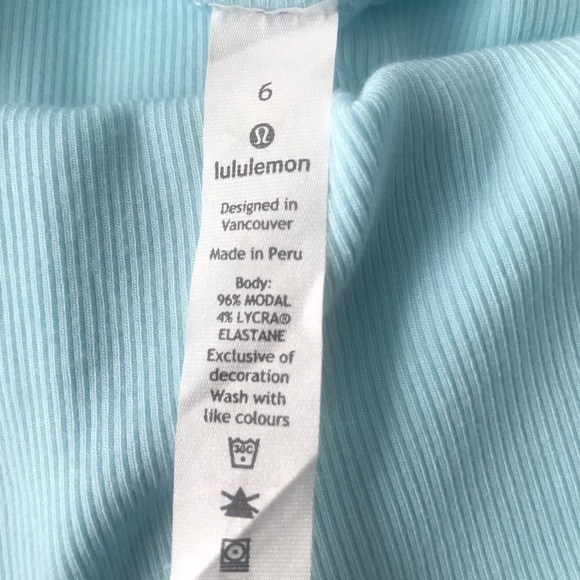 6
lululemon
Designed in
Vancouver
Made in Peru
Body:
96% MODAL
4% LYCRA®
ELASTANE
Exclusive of
decoration
Wash with
like colours
30C